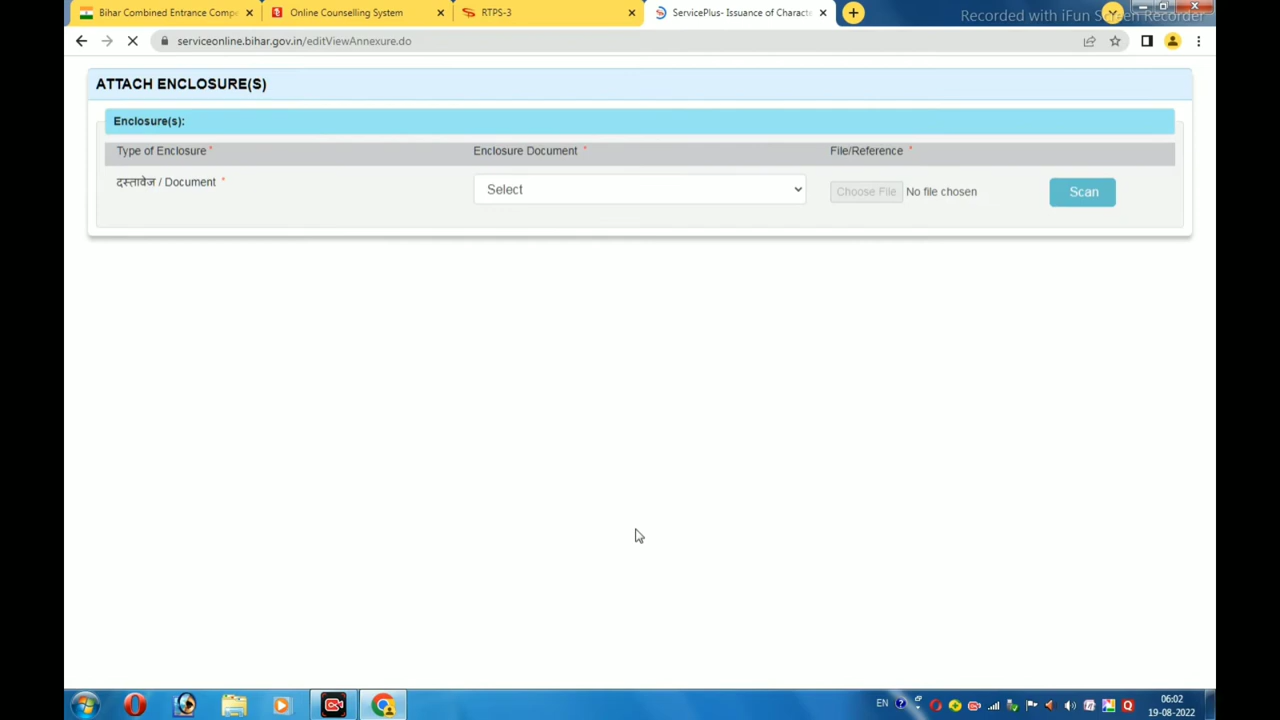 Bihar Combined Entrance Compe
Online Counselling System
RTPS-3
ServicePlus- Issuance of Characte
Recorded with iFun Screen Recorder
serviceonline.bihar.gov.in/editViewAnnexure.do
ATTACH ENCLOSURE(S)
Enclosure(s):
Type of Enclosure * Enclosure Document * File/Reference *
दस्तावेज / Document * Select Choose File No file chosen Scan
EN
06:02
19-08-2022